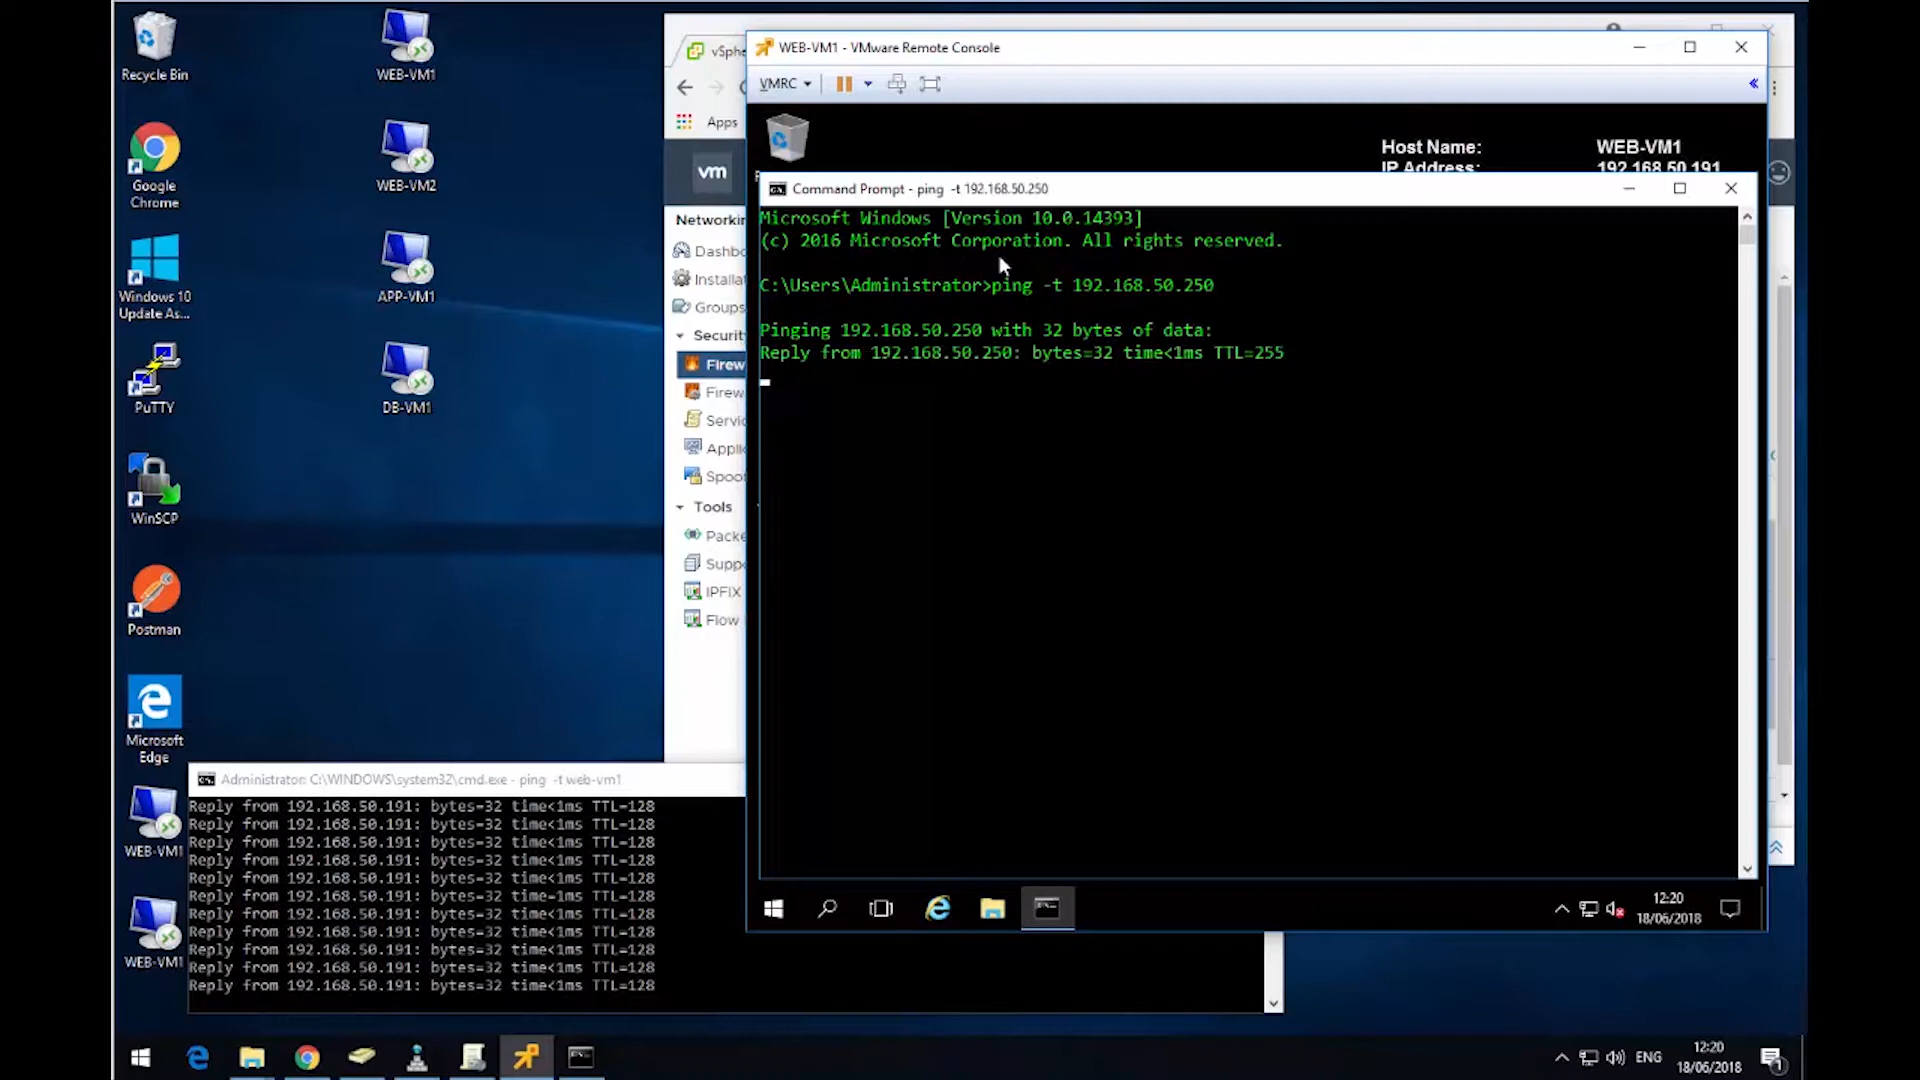 Recycle Bin
Google
Chrome
Windows 10
Update As...
PuTTY
WinSCP
Postman
Microsoft
Edge
WEB-VM1
WEB-VM1
WEB-VM1
WEB-VM2
APP-VM1
DB-VM1
vSphe
Apps
vm
Networkin
Dashbo
Installa
Groups
Securit
Firew
Firew
Servic
Appli
Spoof
Tools
Packe
Suppo
IPFIX
Flow
WEB-VM1 - VMware Remote Console
VMRC
Host Name: WEB-VM1
IP Address: 192.168.50.191
Command Prompt - ping -t 192.168.50.250
Microsoft Windows [Version 10.0.14393]
(c) 2016 Microsoft Corporation. All rights reserved.
C:\Users\Administrator>ping -t 192.168.50.250
Pinging 192.168.50.250 with 32 bytes of data:
Reply from 192.168.50.250: bytes=32 time<1ms TTL=255
12:20
18/06/2018
Administrator: C:\WINDOWS\system32\cmd.exe - ping -t web-vm1
Reply from 192.168.50.191: bytes=32 time<1ms TTL=128
Reply from 192.168.50.191: bytes=32 time<1ms TTL=128
Reply from 192.168.50.191: bytes=32 time<1ms TTL=128
Reply from 192.168.50.191: bytes=32 time<1ms TTL=128
Reply from 192.168.50.191: bytes=32 time<1ms TTL=128
Reply from 192.168.50.191: bytes=32 time=1ms TTL=128
Reply from 192.168.50.191: bytes=32 time<1ms TTL=128
Reply from 192.168.50.191: bytes=32 time<1ms TTL=128
Reply from 192.168.50.191: bytes=32 time<1ms TTL=128
Reply from 192.168.50.191: bytes=32 time<1ms TTL=128
Reply from 192.168.50.191: bytes=32 time<1ms TTL=128
ENG
12:20
18/06/2018
1